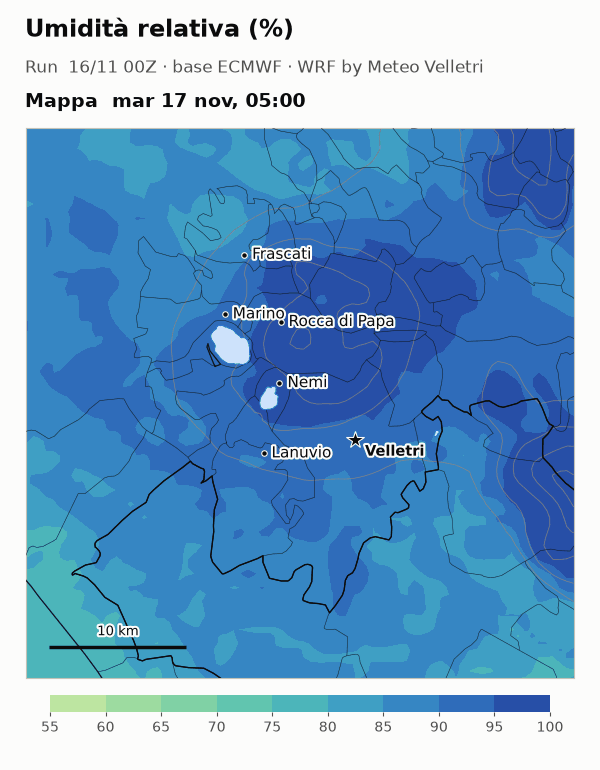 Umidità relativa (%)
Run  16/11 00Z · base ECMWF · WRF by Meteo Velletri
Mappa  mar 17 nov, 05:00
Frascati
Marino
Rocca di Papa
Nemi
Velletri
Lanuvio
10 km
55 60 65 70 75 80 85 90 95 100